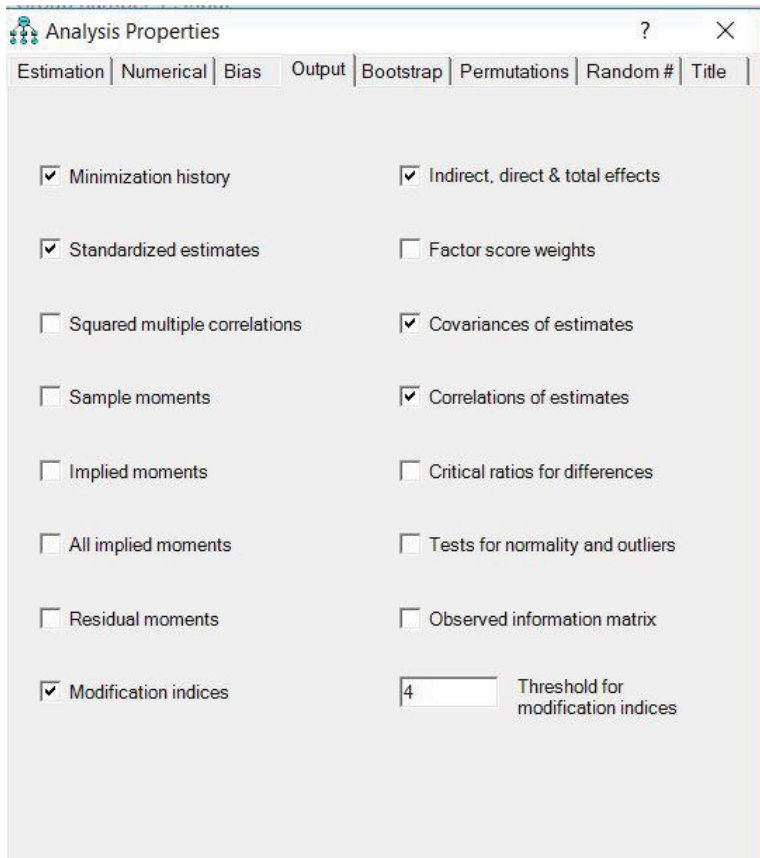 Analysis Properties
?
Estimation Numerical Bias Output Bootstrap Permutations Random # Title
Minimization history
Indirect, direct & total effects
Standardized estimates
Factor score weights
Squared multiple correlations
Covariances of estimates
Sample moments
Correlations of estimates
Implied moments
Critical ratios for differences
All implied moments
Tests for normality and outliers
Residual moments
Observed information matrix
Modification indices
4
Threshold for
modification indices